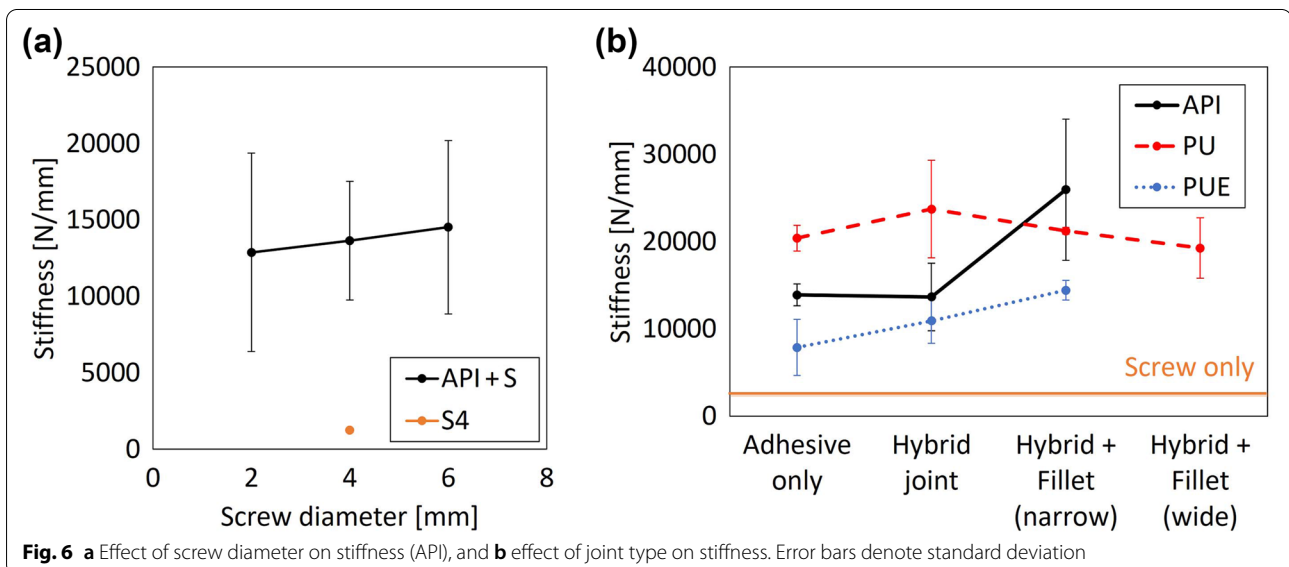 (a)
25000
20000
15000
10000
5000
0
Stiffness [N/mm]
API + S
S4
0 2 4 6 8
Screw diameter [mm]
(b)
40000
30000
20000
10000
0
Stiffness [N/mm]
API
PU
PUE
Screw only
Adhesive only
Hybrid joint
Hybrid + Fillet (narrow)
Hybrid + Fillet (wide)
Fig. 6 a Effect of screw diameter on stiffness (API), and b effect of joint type on stiffness. Error bars denote standard deviation